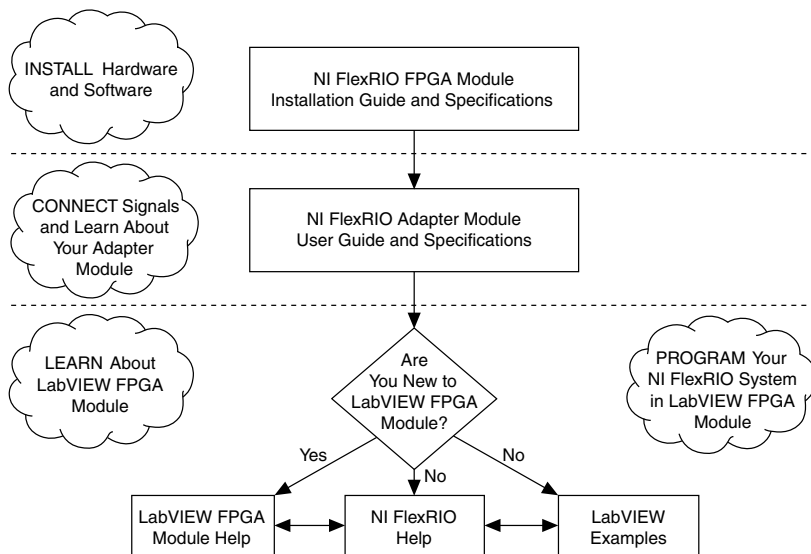 INSTALL Hardware
and Software
NI FlexRIO FPGA Module
Installation Guide and Specifications
CONNECT Signals
and Learn About
Your Adapter
Module
NI FlexRIO Adapter Module
User Guide and Specifications
LEARN About
LabVIEW FPGA
Module
Are
You New to
LabVIEW FPGA
Module?
PROGRAM Your
NI FlexRIO System
in LabVIEW FPGA
Module
Yes
No
No
LabVIEW FPGA
Module Help
NI FlexRIO
Help
LabVIEW
Examples